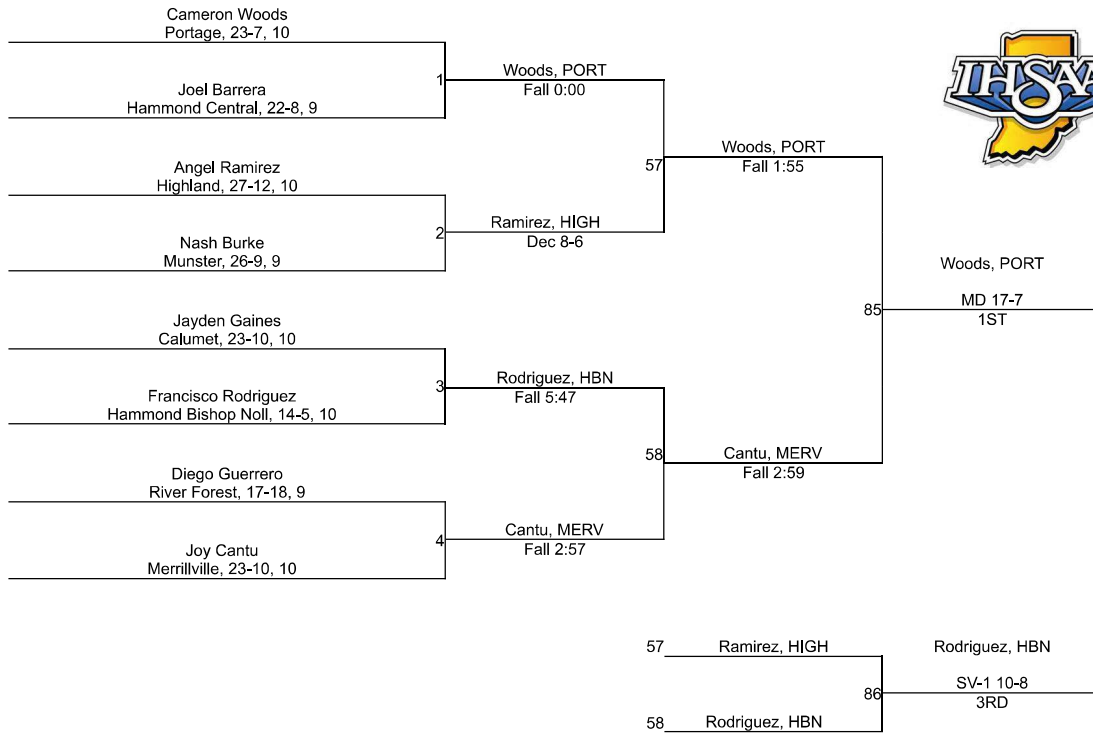 Cameron Woods
Portage, 23-7, 10
Joel Barrera
Hammond Central, 22-8, 9
1
Woods, PORT
Fall 0:00
Angel Ramirez
Highland, 27-12, 10
Nash Burke
Munster, 26-9, 9
2
Ramirez, HIGH
Dec 8-6
57
Woods, PORT
Fall 1:55
Jayden Gaines
Calumet, 23-10, 10
Francisco Rodriguez
Hammond Bishop Noll, 14-5, 10
3
Rodriguez, HBN
Fall 5:47
Diego Guerrero
River Forest, 17-18, 9
Joy Cantu
Merrillville, 23-10, 10
4
Cantu, MERV
Fall 2:57
58
Cantu, MERV
Fall 2:59
85
Woods, PORT
MD 17-7
1ST
IHSAA
57
Ramirez, HIGH
58
Rodriguez, HBN
86
Rodriguez, HBN
SV-1 10-8
3RD